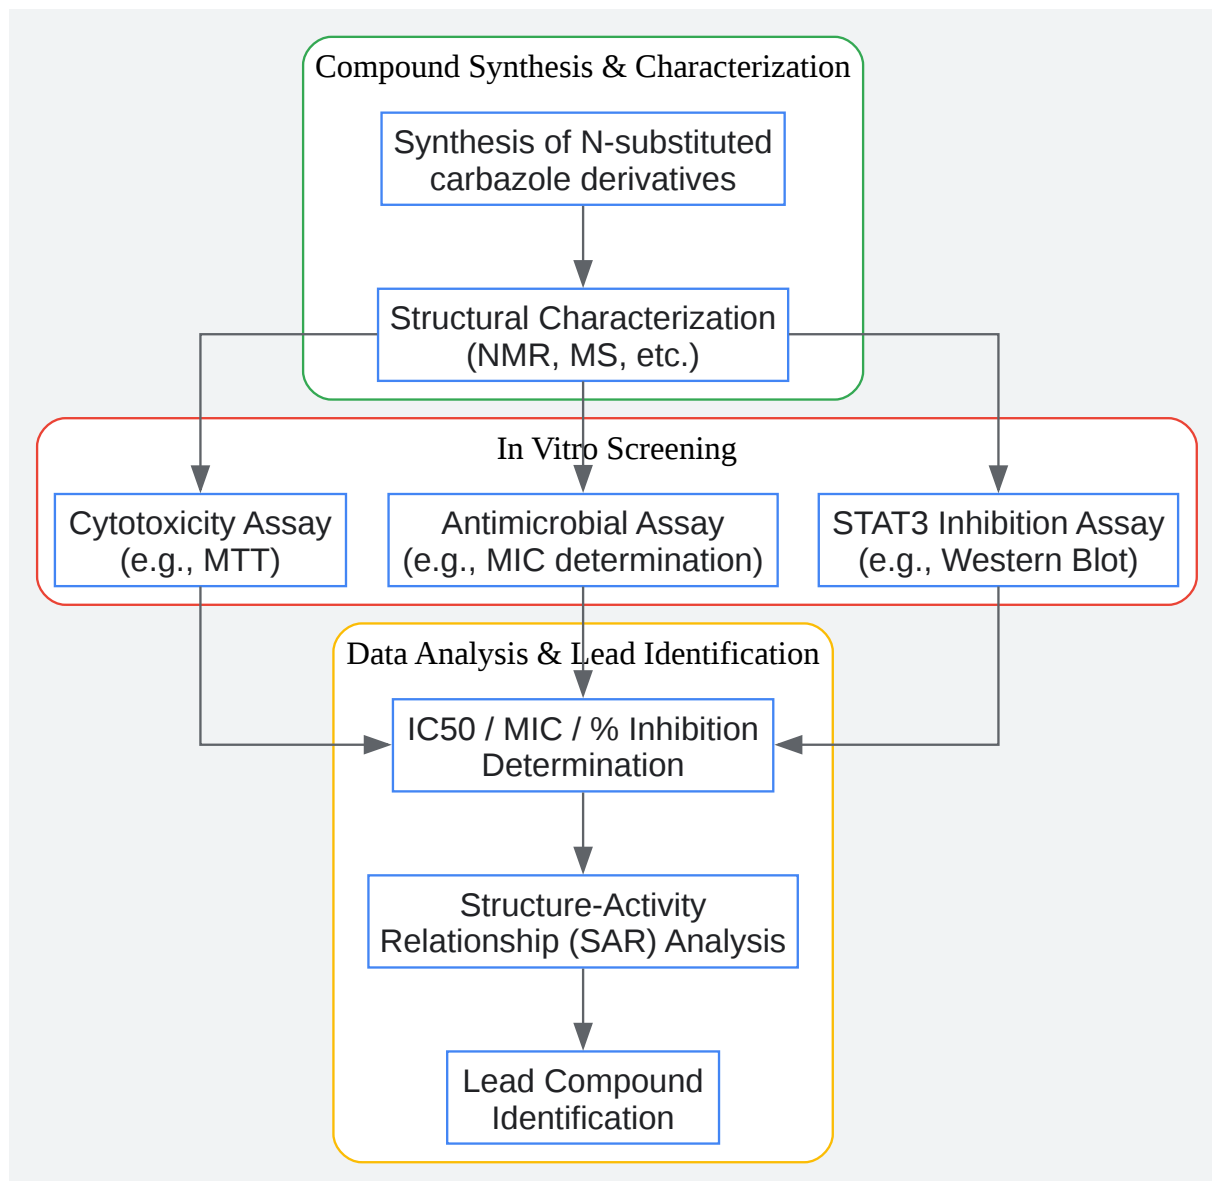 Compound Synthesis & Characterization
Synthesis of N-substituted
carbazole derivatives
Structural Characterization
(NMR, MS, etc.)
In Vitro Screening
Cytotoxicity Assay
(e.g., MTT)
Antimicrobial Assay
(e.g., MIC determination)
STAT3 Inhibition Assay
(e.g., Western Blot)
Data Analysis & Lead Identification
IC50 / MIC / % Inhibition
Determination
Structure-Activity
Relationship (SAR) Analysis
Lead Compound
Identification